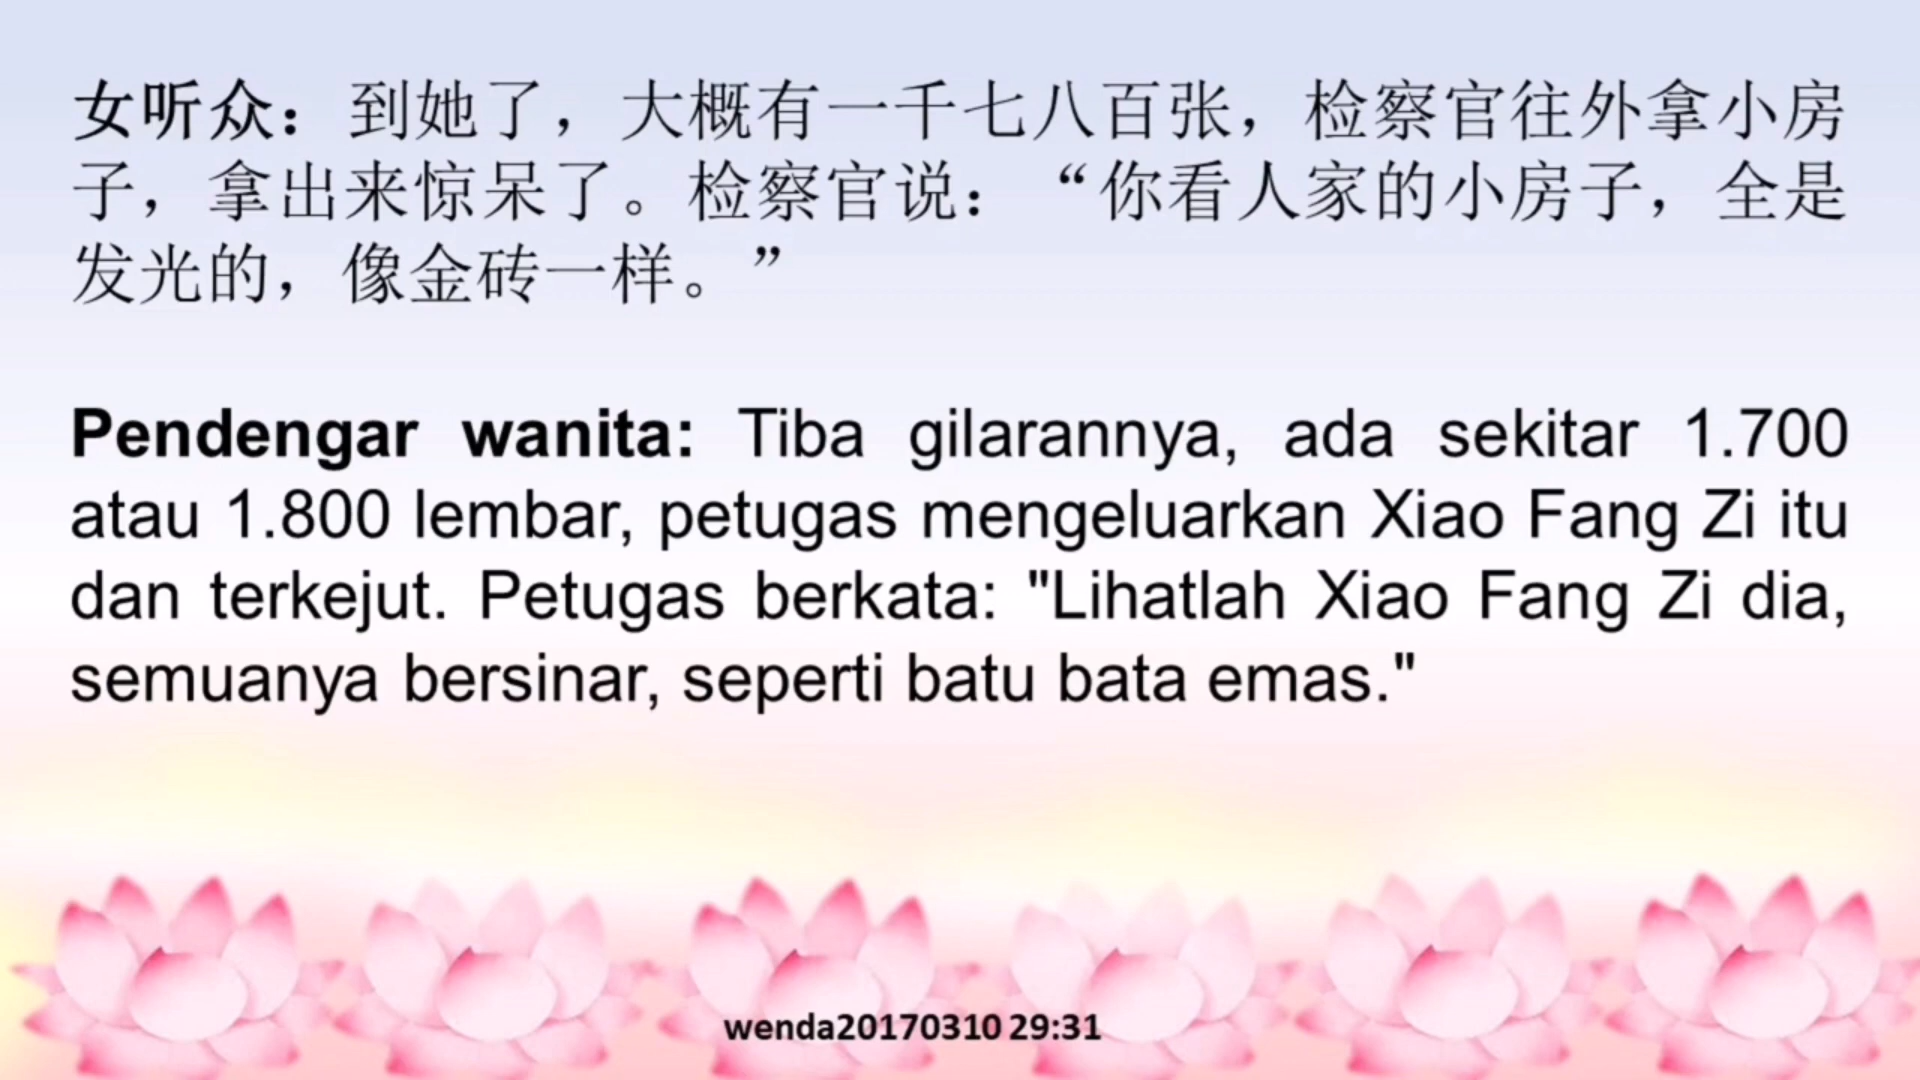 女听众：到她了，大概有一千七八百张，检察官往外拿小房
子，拿出来惊呆了。检察官说：“你看人家的小房子，全是
发光的，像金砖一样。”
Pendengar wanita: Tiba gilarannya, ada sekitar 1.700
atau 1.800 lembar, petugas mengeluarkan Xiao Fang Zi itu
dan terkejut. Petugas berkata: "Lihatlah Xiao Fang Zi dia,
semuanya bersinar, seperti batu bata emas."
wenda20170310 29:31